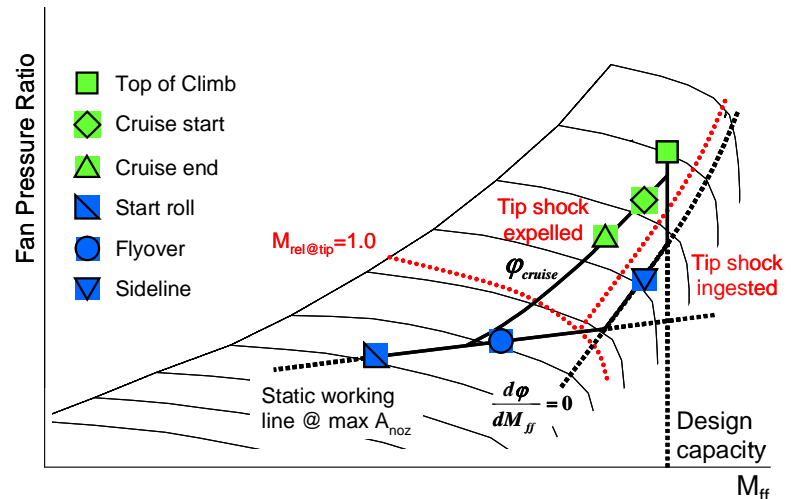 Fan Pressure Ratio
Top of Climb
Cruise start
Cruise end
Start roll
Flyover
Sideline
M_rel@tip=1.0
Tip shock
expelled
φ_cruise
Tip shock
ingested
Static working
line @ max A_noz
dφ/dM_ff = 0
Design
capacity
M_ff